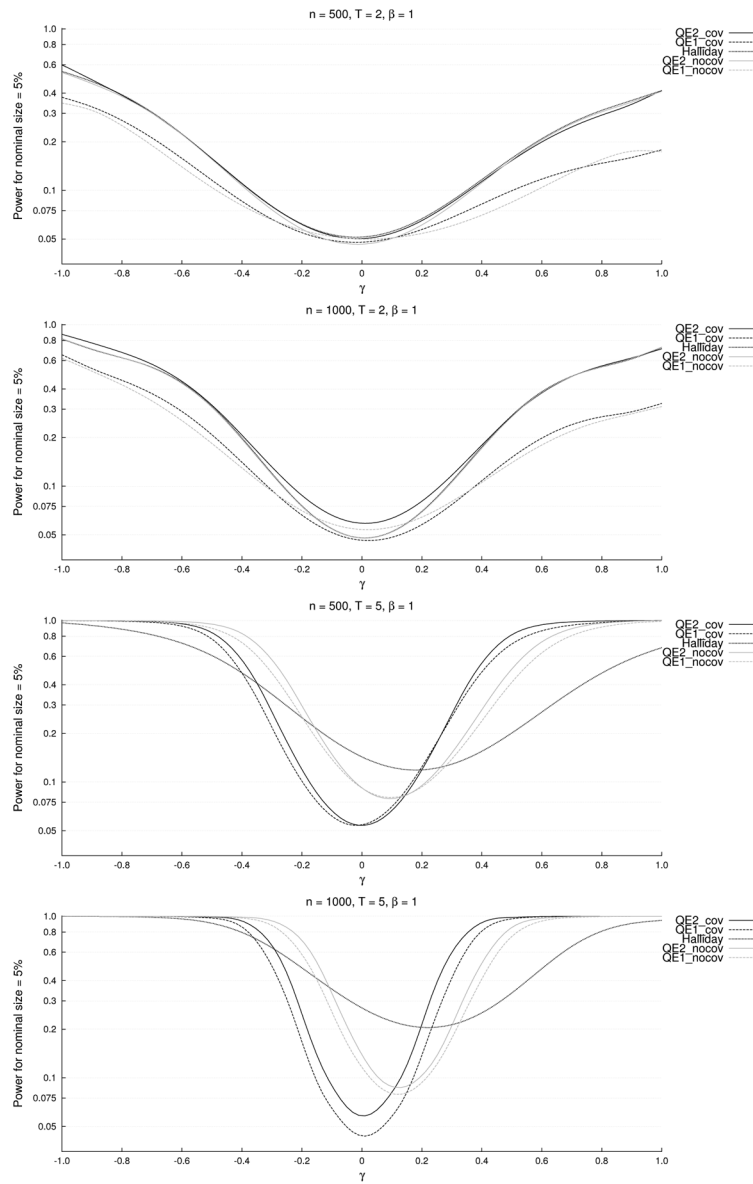 n = 500, T = 2, β = 1
Power for nominal size = 5%
1.0
0.8
0.6
0.4
0.3
0.2
0.1
0.075
0.05
-1.0 -0.8 -0.6 -0.4 -0.2 0 0.2 0.4 0.6 0.8 1.0
γ
QE2_cov
QE1_cov
Halliday
QE2_nocov
QE1_nocov
n = 1000, T = 2, β = 1
Power for nominal size = 5%
1.0
0.8
0.6
0.4
0.3
0.2
0.1
0.075
0.05
-1.0 -0.8 -0.6 -0.4 -0.2 0 0.2 0.4 0.6 0.8 1.0
γ
QE2_cov
QE1_cov
Halliday
QE2_nocov
QE1_nocov
n = 500, T = 5, β = 1
Power for nominal size = 5%
1.0
0.8
0.6
0.4
0.3
0.2
0.1
0.075
0.05
-1.0 -0.8 -0.6 -0.4 -0.2 0 0.2 0.4 0.6 0.8 1.0
γ
QE2_cov
QE1_cov
Halliday
QE2_nocov
QE1_nocov
n = 1000, T = 5, β = 1
Power for nominal size = 5%
1.0
0.8
0.6
0.4
0.3
0.2
0.1
0.075
0.05
-1.0 -0.8 -0.6 -0.4 -0.2 0 0.2 0.4 0.6 0.8 1.0
γ
QE2_cov
QE1_cov
Halliday
QE2_nocov
QE1_nocov